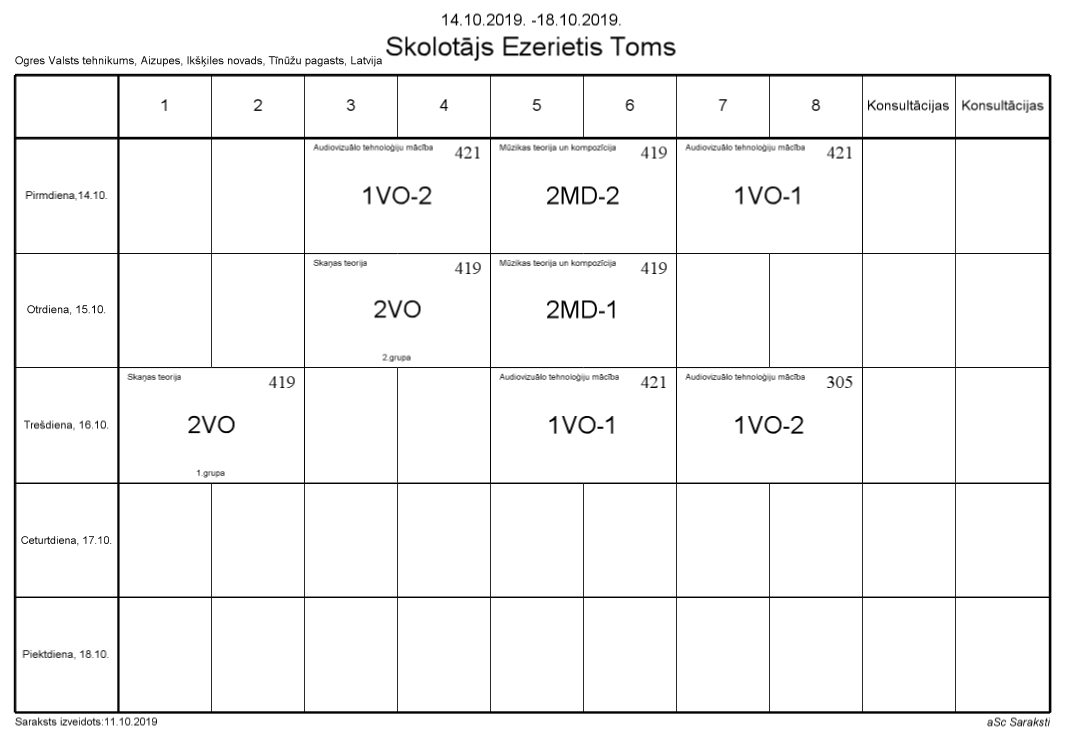 14.10.2019. -18.10.2019.
Skolotājs Ezerietis Toms
Ogres Valsts tehnikums, Aizupes, Ikšķiles novads, Tīnūžu pagasts, Latvija
1 2 3 4 5 6 7 8 Konsultācijas Konsultācijas
Pirmdiena,14.10.
Audiovizuālo tehnoloģiju mācība 421
1VO-2
Mūzikas teorija un kompozīcija 419
2MD-2
Audiovizuālo tehnoloģiju mācība 421
1VO-1
Otrdiena, 15.10.
Skaņas teorija 419
2VO
2.grupa
Mūzikas teorija un kompozīcija 419
2MD-1
Trešdiena, 16.10.
Skaņas teorija 419
2VO
1.grupa
Audiovizuālo tehnoloģiju mācība 421
1VO-1
Audiovizuālo tehnoloģiju mācība 305
1VO-2
Ceturtdiena, 17.10.
Piektdiena, 18.10.
Saraksts izveidots:11.10.2019
aSc Saraksti